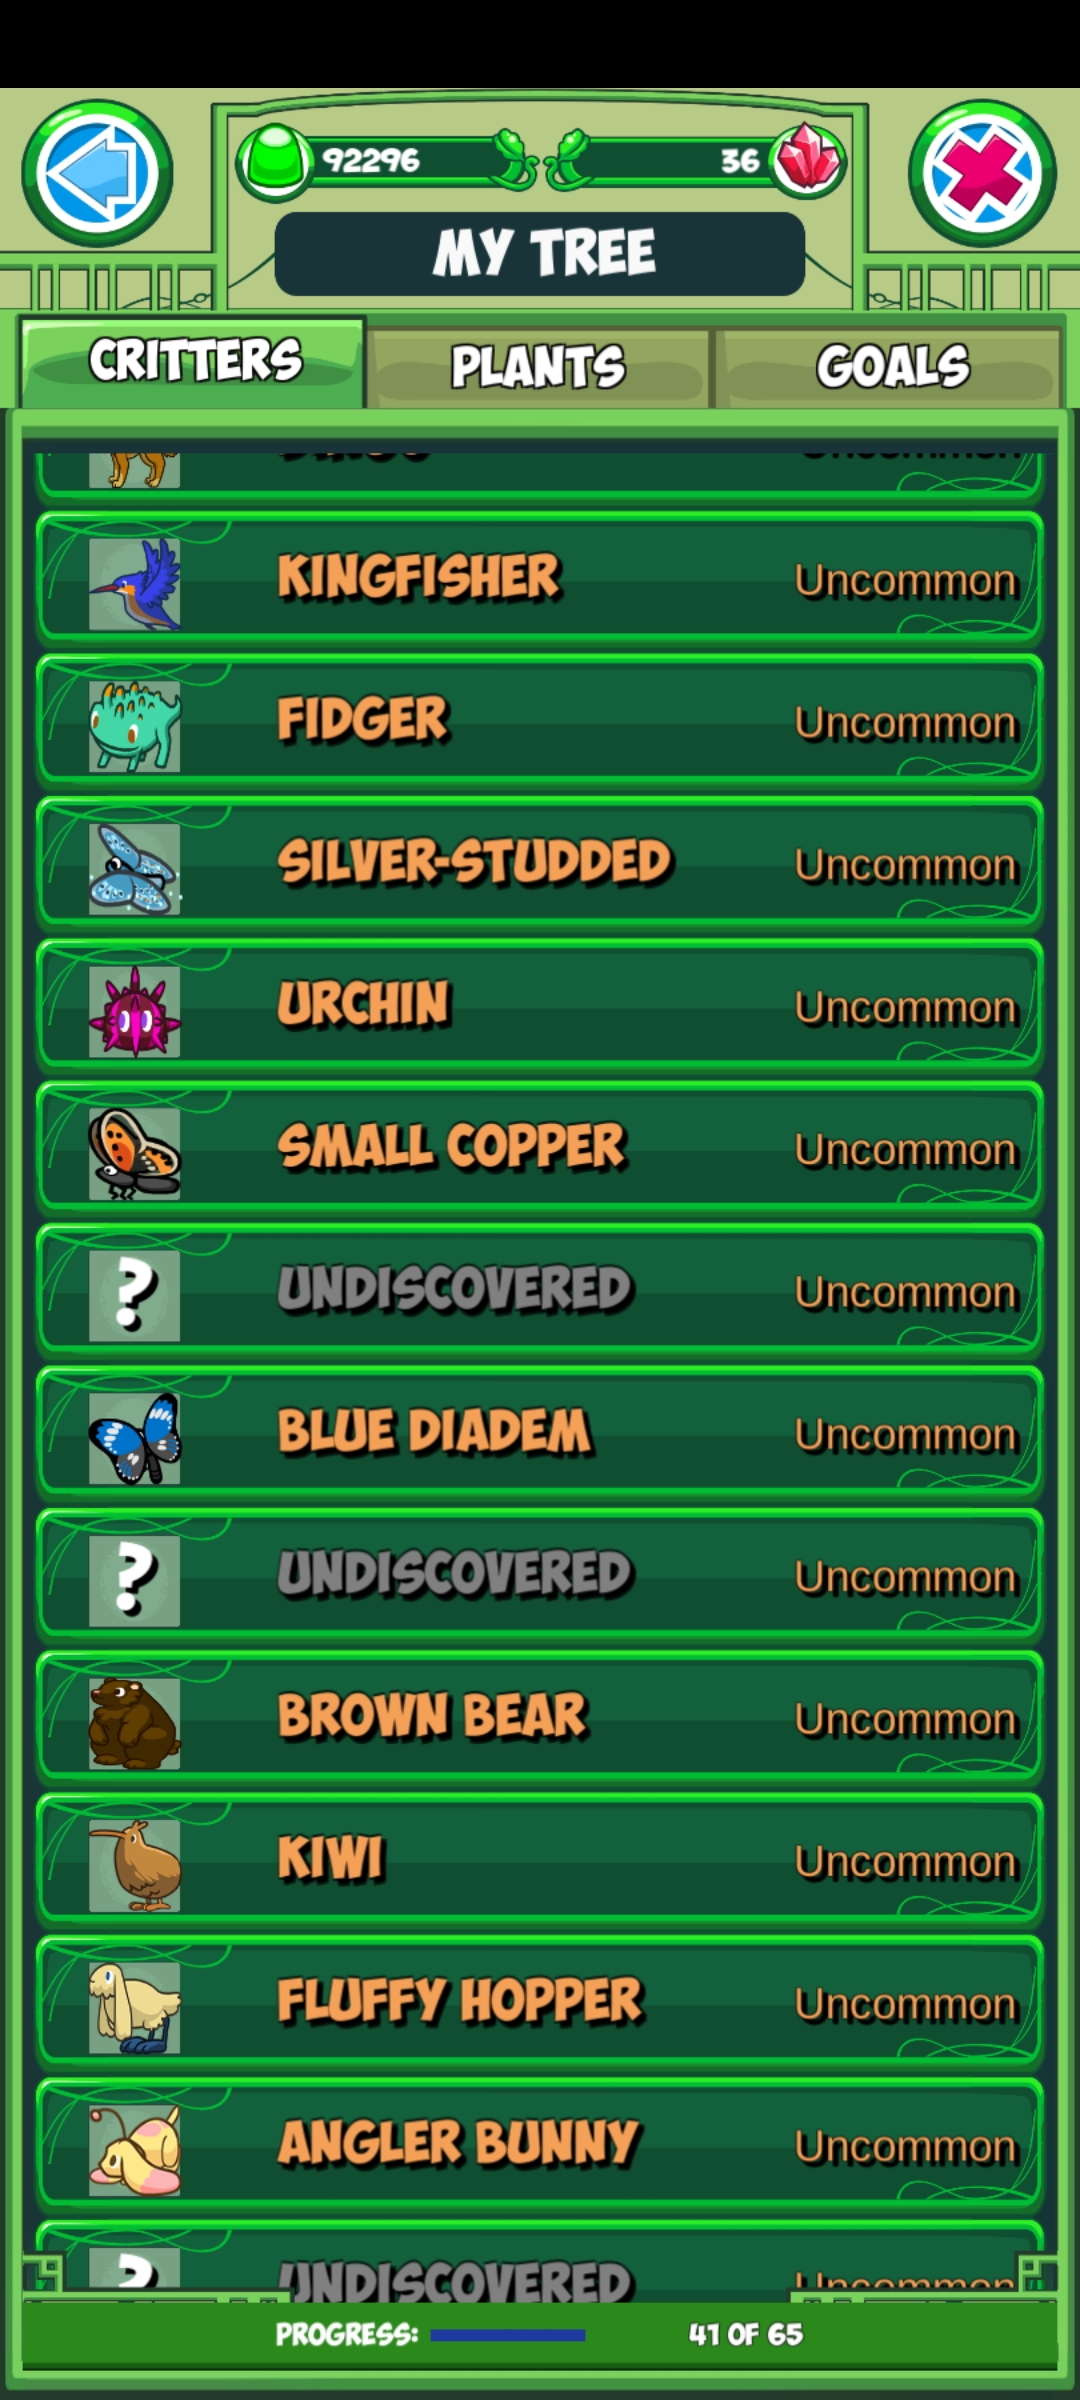 92296
36
MY TREE
CRITTERS
PLANTS
GOALS
Uncommon
KINGFISHER
Uncommon
FIDGER
Uncommon
SILVER-STUDDED
Uncommon
URCHIN
Uncommon
SMALL COPPER
Uncommon
?
UNDISCOVERED
Uncommon
BLUE DIADEM
Uncommon
?
UNDISCOVERED
Uncommon
BROWN BEAR
Uncommon
KIWI
Uncommon
FLUFFY HOPPER
Uncommon
ANGLER BUNNY
Uncommon
?
UNDISCOVERED
Uncommon
PROGRESS:
41 OF 65